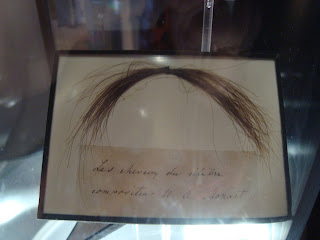 Les cheveux du célèbre
compositeur W. A. Mozart